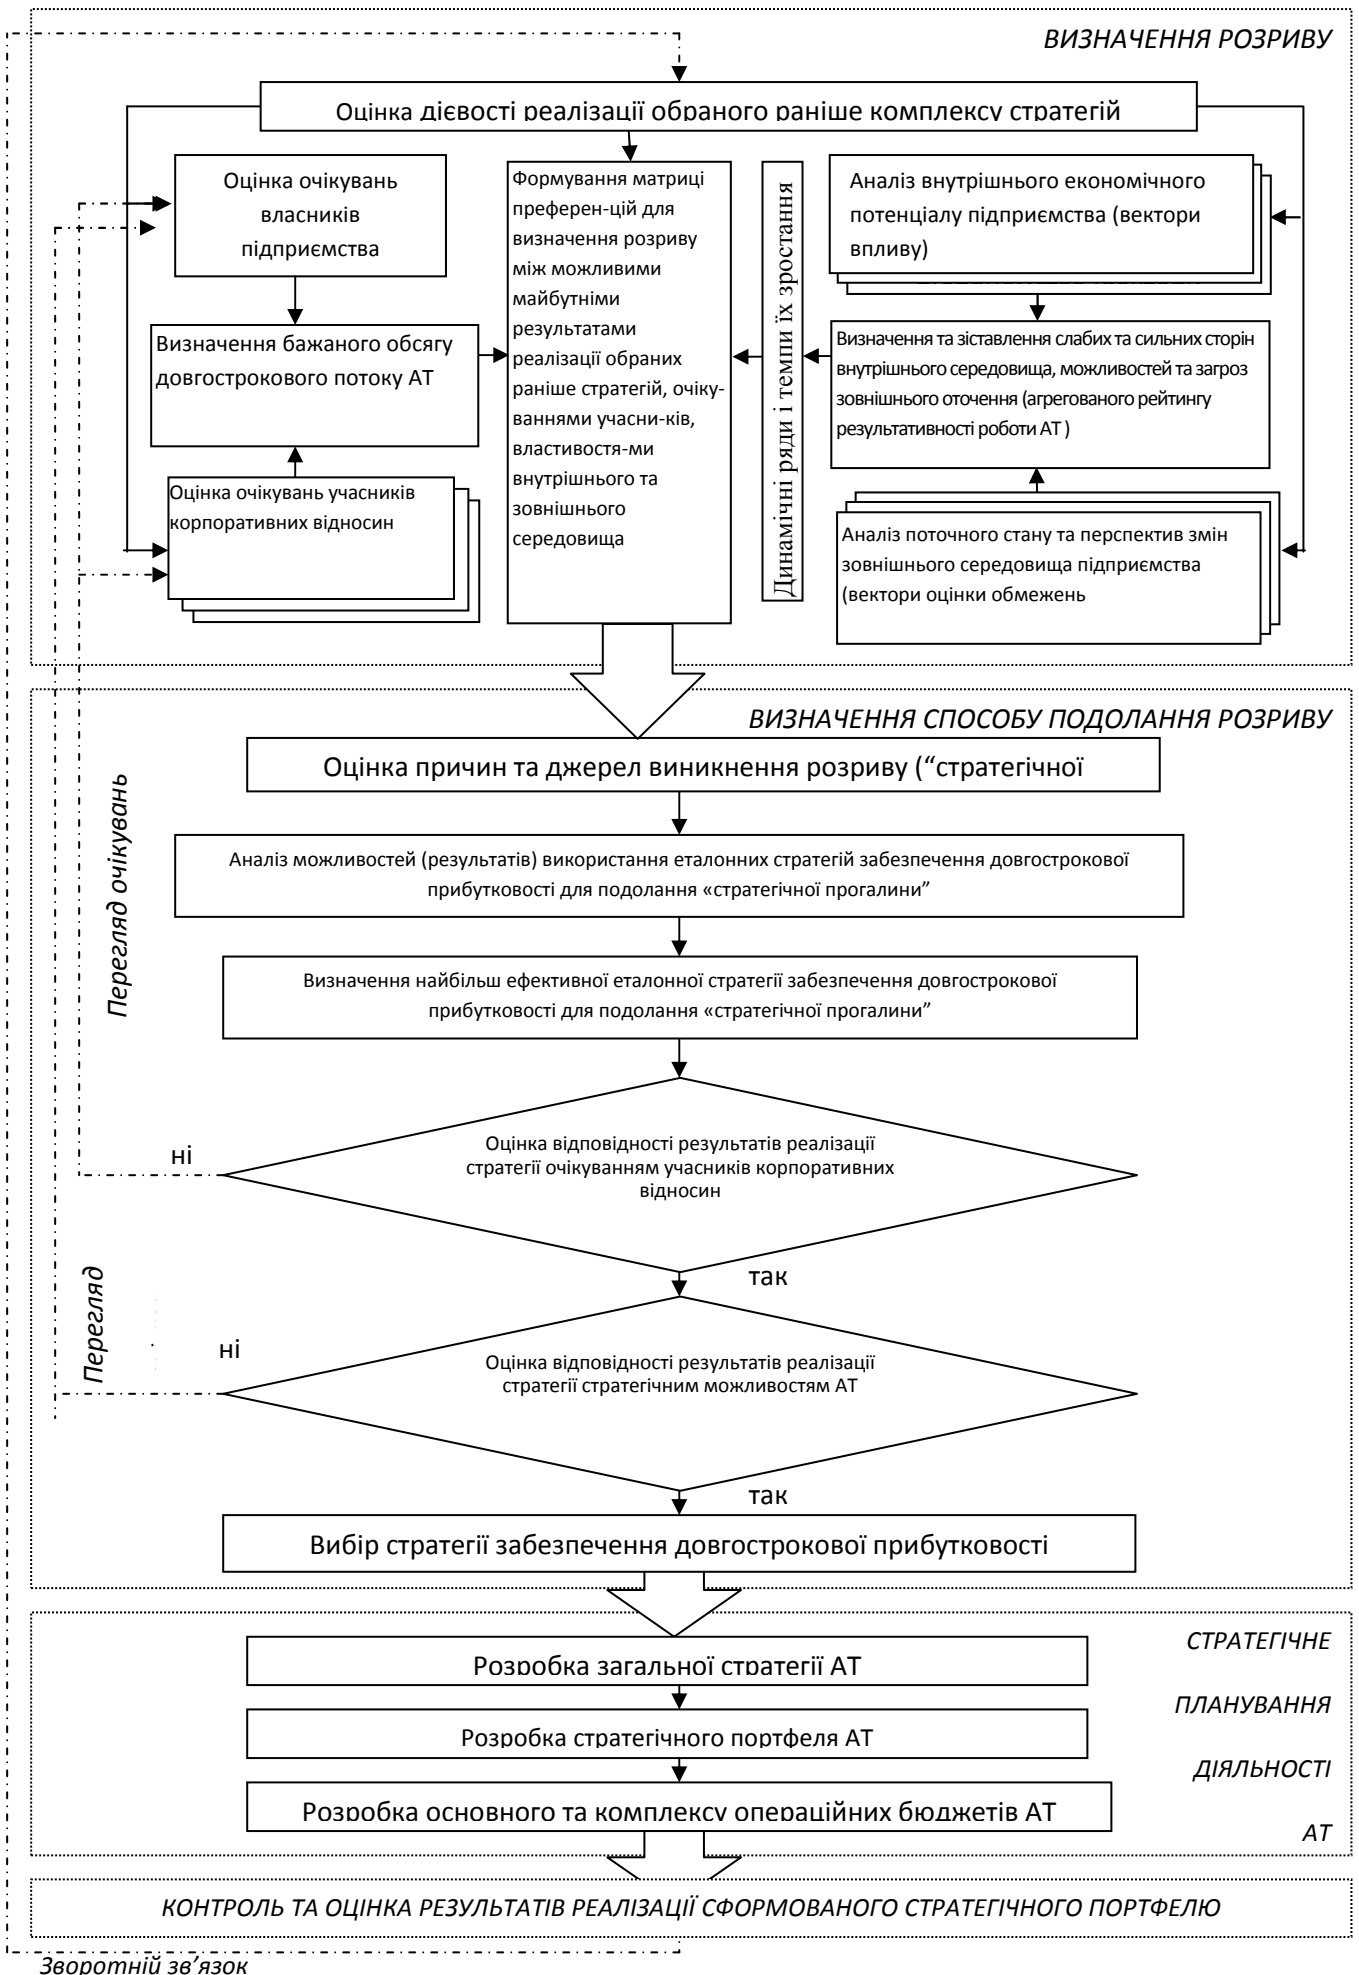 ВИЗНАЧЕННЯ РОЗРИВУ
Оцінка дієвості реалізації обраного раніше комплексу стратегій
Оцінка очікувань
власників
підприємства
Визначення бажаного обсягу
довгострокового потоку АТ
Оцінка очікувань учасників
корпоративних відносин
Формування матриці
преферен-цій для
визначення розриву
між можливими
майбутніми
результатами
реалізації обраних
раніше стратегій, очіку-
ваннями учасни-ків,
властивостя-ми
внутрішнього та
зовнішнього
середовища
Динамічні ряди і темпи їх зростання
Аналіз внутрішнього економічного
потенціалу підприємства (вектори
впливу)
Визначення та зіставлення слабих та сильних сторін
внутрішнього середовища, можливостей та загроз
зовнішнього оточення (агрегованого рейтингу
результативності роботи АТ )
Аналіз поточного стану та перспектив змін
зовнішнього середовища підприємства
(вектори оцінки обмежень
ВИЗНАЧЕННЯ СПОСОБУ ПОДОЛАННЯ РОЗРИВУ
Оцінка причин та джерел виникнення розриву (“стратегічної
Аналіз можливостей (результатів) використання еталонних стратегій забезпечення довгострокової
прибутковості для подолання «стратегічної прогалини”
Визначення найбільш ефективної еталонної стратегії забезпечення довгострокової
прибутковості для подолання «стратегічної прогалини”
Перегляд очікувань
Оцінка відповідності результатів реалізації
стратегії очікуванням учасників корпоративних
відносин
ні
так
Перегляд
ні
Оцінка відповідності результатів реалізації
стратегії стратегічним можливостям АТ
так
Вибір стратегії забезпечення довгострокової прибутковості
СТРАТЕГІЧНЕ
ПЛАНУВАННЯ
ДІЯЛЬНОСТІ
АТ
Розробка загальної стратегії АТ
Розробка стратегічного портфеля АТ
Розробка основного та комплексу операційних бюджетів АТ
КОНТРОЛЬ ТА ОЦІНКА РЕЗУЛЬТАТІВ РЕАЛІЗАЦІЇ СФОРМОВАНОГО СТРАТЕГІЧНОГО ПОРТФЕЛЮ
Зворотній зв’язок